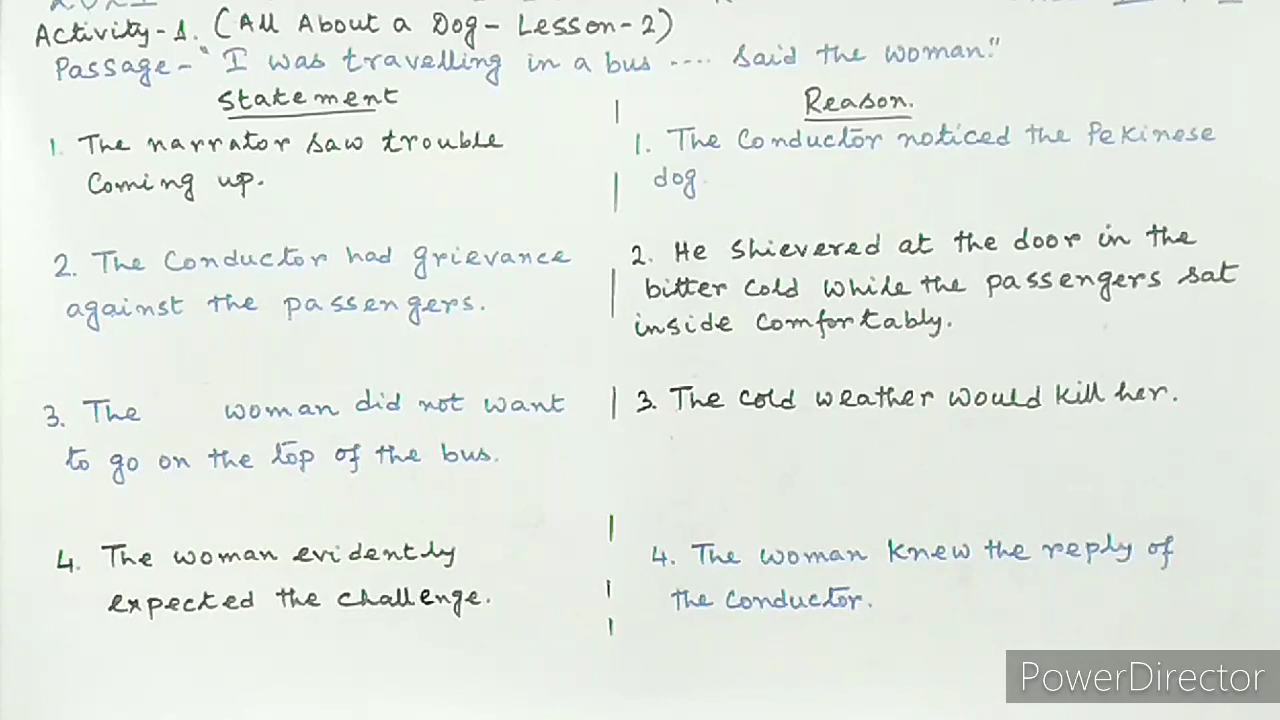 Activity-1. (All About a Dog- Lesson-2)
Passage- "I was travelling in a bus .... said the woman."
Statement
Reason.
1. The narrator saw trouble
coming up.
1. The Conductor noticed the Pekinese
dog.
2. The Conductor had grievance
against the passengers.
2. He shievered at the door in the
bitter cold while the passengers sat
inside comfortably.
3. The woman did not want
to go on the top of the bus.
3. The cold weather would kill her.
4. The woman evidently
expected the challenge.
4. The woman knew the reply of
the conductor.
PowerDirector